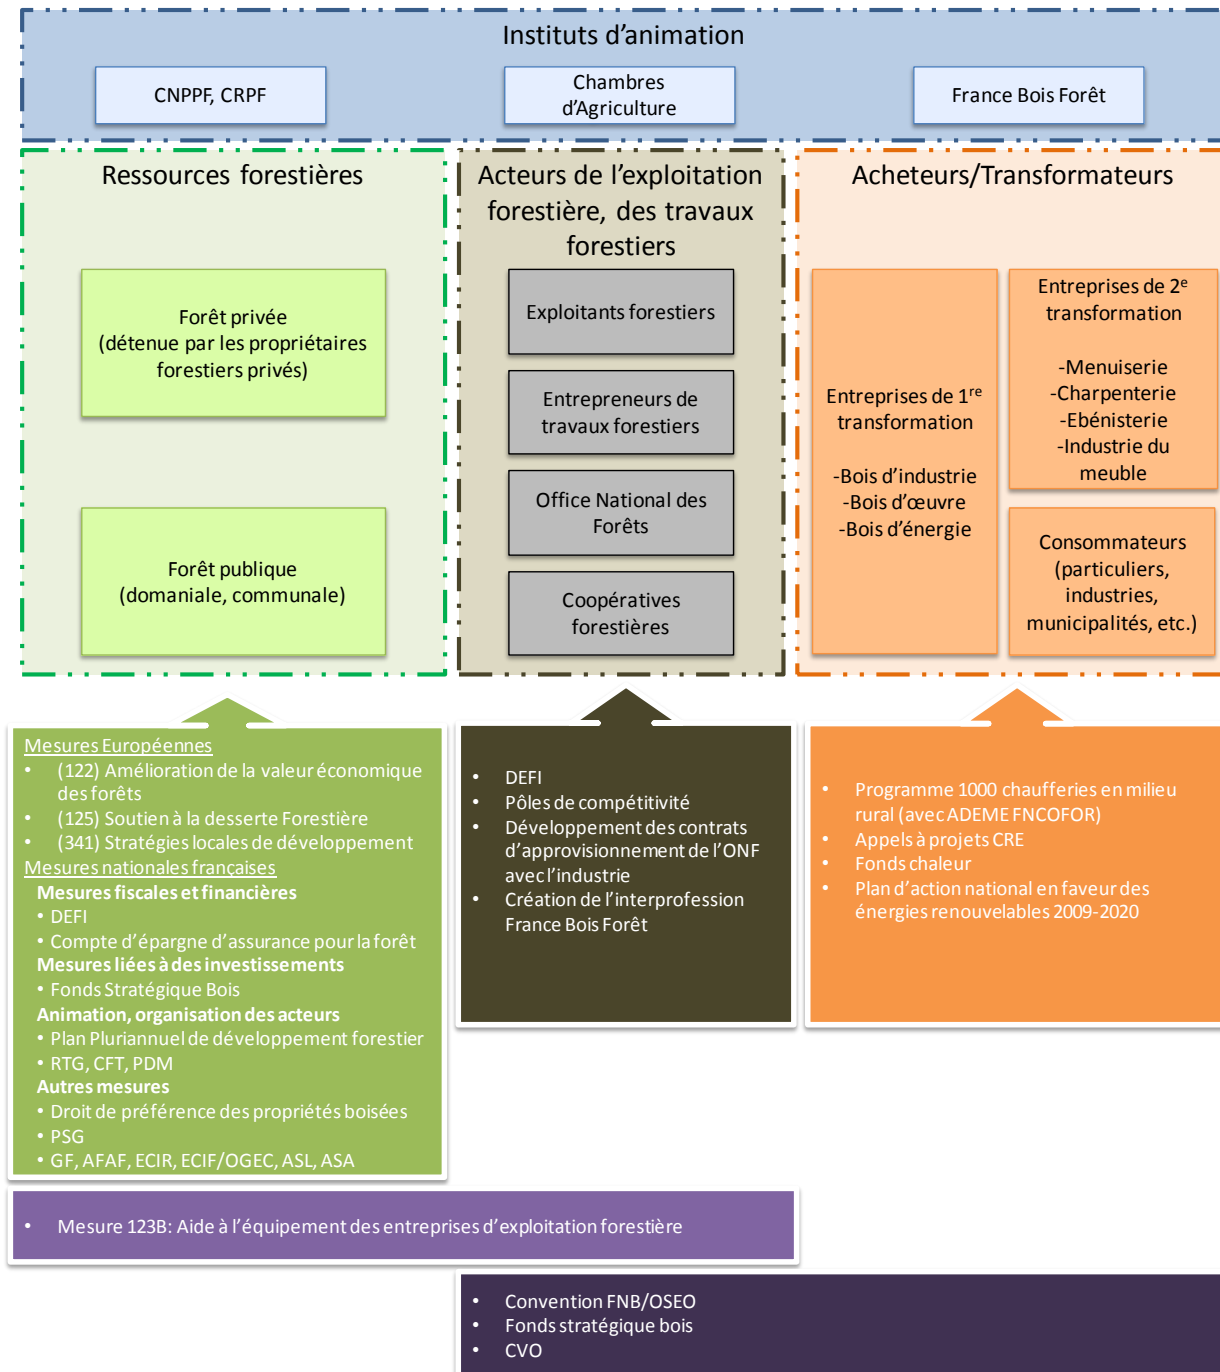 Instituts d'animation
CNPPF, CRPF
Chambres
d'Agriculture
France Bois Forêt
Ressources forestières
Forêt privée
(détenue par les propriétaires
forestiers privés)
Forêt publique
(domaniale, communale)
Acteurs de l'exploitation
forestière, des travaux
forestiers
Exploitants forestiers
Entrepreneurs de
travaux forestiers
Office National des
Forêts
Coopératives
forestières
Acheteurs/Transformateurs
Entreprises de 1re
transformation
-Bois d'industrie
-Bois d'œuvre
-Bois d'énergie
Entreprises de 2e
transformation
-Menuiserie
-Charpenterie
-Ebénisterie
-Industrie du
meuble
Consommateurs
(particuliers,
industries,
municipalités, etc.)
Mesures Européennes
• (122) Amélioration de la valeur économique
des forêts
• (125) Soutien à la desserte Forestière
• (341) Stratégies locales de développement
Mesures nationales françaises
Mesures fiscales et financières
• DEFI
• Compte d'épargne d'assurance pour la forêt
Mesures liées à des investissements
• Fonds Stratégique Bois
Animation, organisation des acteurs
• Plan Pluriannuel de développement forestier
• RTG, CFT, PDM
Autres mesures
• Droit de préférence des propriétés boisées
• PSG
• GF, AFAF, ECIR, ECIF/OGEC, ASL, ASA
• DEFI
• Pôles de compétitivité
• Développement des contrats
d'approvisionnement de l'ONF
avec l'industrie
• Création de l'interprofession
France Bois Forêt
• Programme 1000 chaufferies en milieu
rural (avec ADEME FNCOFOR)
• Appels à projets CRE
• Fonds chaleur
• Plan d'action national en faveur des
énergies renouvelables 2009-2020
• Mesure 123B: Aide à l'équipement des entreprises d'exploitation forestière
• Convention FNB/OSEO
• Fonds stratégique bois
• CVO